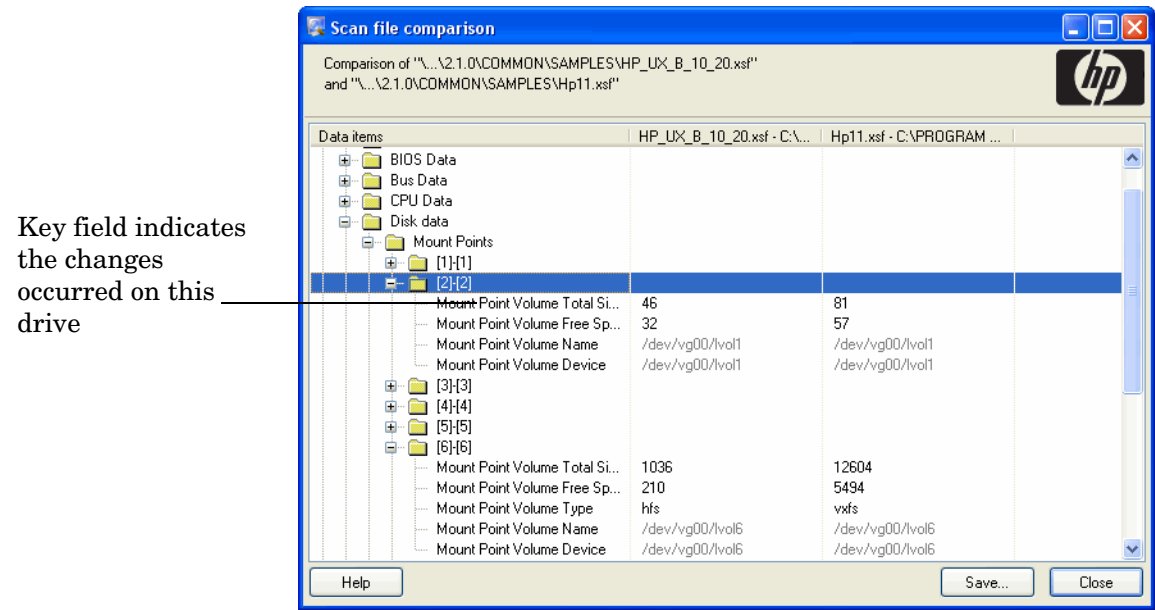 Scan file comparison
Comparison of "\...\2.1.0\COMMON\SAMPLES\HP_UX_B_10_20.xsf"
and "\...\2.1.0\COMMON\SAMPLES\Hp11.xsf"
hp
Data items HP_UX_B_10_20.xsf - C:\... Hp11.xsf - C:\PROGRAM ...
BIOS Data
Bus Data
CPU Data
Disk data
Mount Points
[1]-[1]
[2]-[2]
Mount Point Volume Total Si... 46 81
Mount Point Volume Free Sp... 32 57
Mount Point Volume Name /dev/vg00/lvol1 /dev/vg00/lvol1
Mount Point Volume Device /dev/vg00/lvol1 /dev/vg00/lvol1
[3]-[3]
[4]-[4]
[5]-[5]
[6]-[6]
Mount Point Volume Total Si... 1036 12604
Mount Point Volume Free Sp... 210 5494
Mount Point Volume Type hfs vxfs
Mount Point Volume Name /dev/vg00/lvol6 /dev/vg00/lvol6
Mount Point Volume Device /dev/vg00/lvol6 /dev/vg00/lvol6
Help Save... Close
Key field indicates
the changes
occurred on this
drive